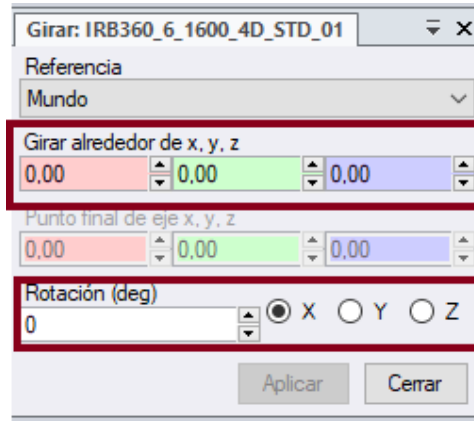 Girar: IRB360_6_1600_4D_STD_01
Referencia
Mundo
Girar alrededor de x, y, z
0,00 0,00 0,00
Punto final de eje x, y, z
0,00 0,00 0,00
Rotación (deg)
0 X Y Z
Aplicar Cerrar